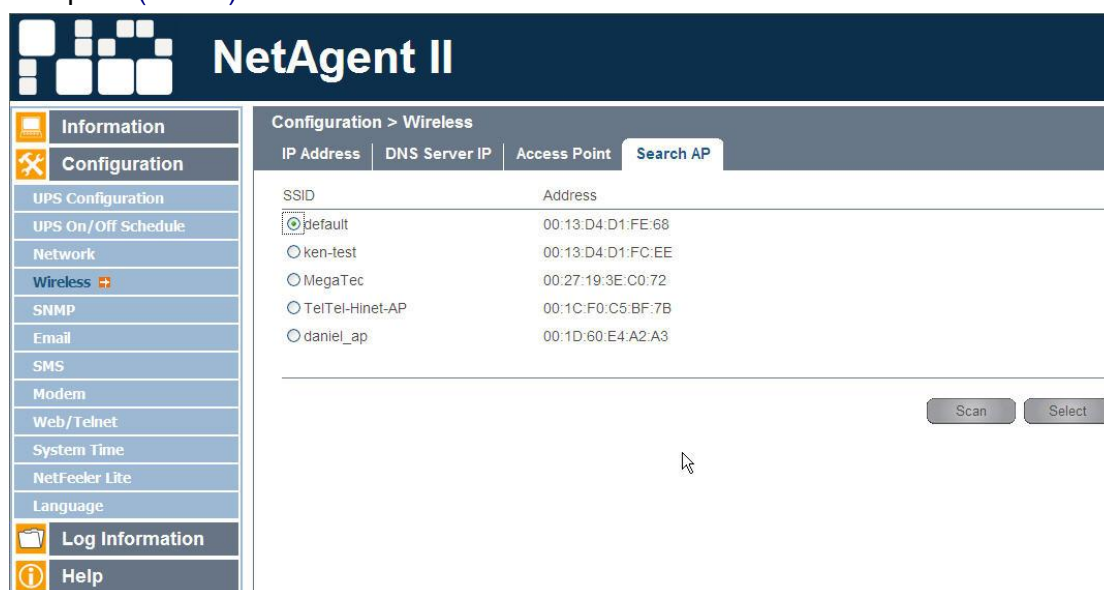 NetAgent II
Information
Configuration
UPS Configuration
UPS On/Off Schedule
Network
Wireless
SNMP
Email
SMS
Modem
Web/Telnet
System Time
NetFeeler Lite
Language
Log Information
Help
Configuration > Wireless
IP Address DNS Server IP Access Point Search AP
SSID Address
default 00:13:D4:D1:FE:68
ken-test 00:13:D4:D1:FC:EE
MegaTec 00:27:19:3E:C0:72
TelTel-Hinet-AP 00:1C:F0:C5:BF:7B
daniel_ap 00:1D:60:E4:A2:A3
Scan Select